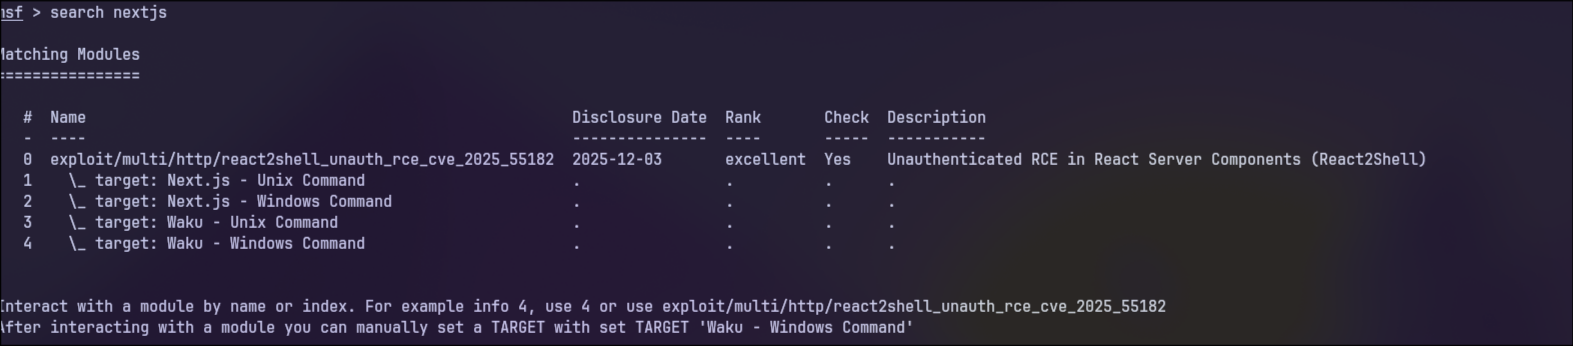 msf > search nextjs
Matching Modules
================
#  Name                                                       Disclosure Date  Rank       Check  Description
-  ----                                                       ---------------  ----       -----  -----------
0  exploit/multi/http/react2shell_unauth_rce_cve_2025_55182  2025-12-03       excellent  Yes    Unauthenticated RCE in React Server Components (React2Shell)
1    \_ target: Next.js - Unix Command                        .                .          .      .
2    \_ target: Next.js - Windows Command                     .                .          .      .
3    \_ target: Waku - Unix Command                           .                .          .      .
4    \_ target: Waku - Windows Command                        .                .          .      .
Interact with a module by name or index. For example info 4, use 4 or use exploit/multi/http/react2shell_unauth_rce_cve_2025_55182
After interacting with a module you can manually set a TARGET with set TARGET 'Waku - Windows Command'